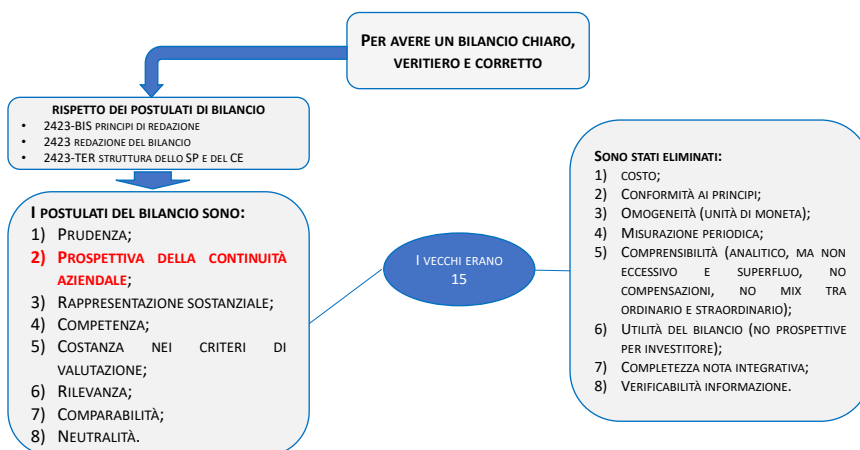 PER AVERE UN BILANCIO CHIARO,
VERITIERO E CORRETTO
RISPETTO DEI POSTULATI DI BILANCIO
• 2423-BIS PRINCIPI DI REDAZIONE
• 2423 REDAZIONE DEL BILANCIO
• 2423-TER STRUTTURA DELLO SP E DEL CE
I POSTULATI DEL BILANCIO SONO:
1) PRUDENZA;
2) PROSPETTIVA DELLA CONTINUITÀ
AZIENDALE;
3) RAPPRESENTAZIONE SOSTANZIALE;
4) COMPETENZA;
5) COSTANZA NEI CRITERI DI
VALUTAZIONE;
6) RILEVANZA;
7) COMPARABILITÀ;
8) NEUTRALITÀ.
I VECCHI ERANO
15
SONO STATI ELIMINATI:
1) COSTO;
2) CONFORMITÀ AI PRINCIPI;
3) OMOGENEITÀ (UNITÀ DI MONETA);
4) MISURAZIONE PERIODICA;
5) COMPRENSIBILITÀ (ANALITICO, MA NON
ECCESSIVO E SUPERFLUO, NO
COMPENSAZIONI, NO MIX TRA
ORDINARIO E STRAORDINARIO);
6) UTILITÀ DEL BILANCIO (NO PROSPETTIVE
PER INVESTITORE);
7) COMPLETEZZA NOTA INTEGRATIVA;
8) VERIFICABILITÀ INFORMAZIONE.